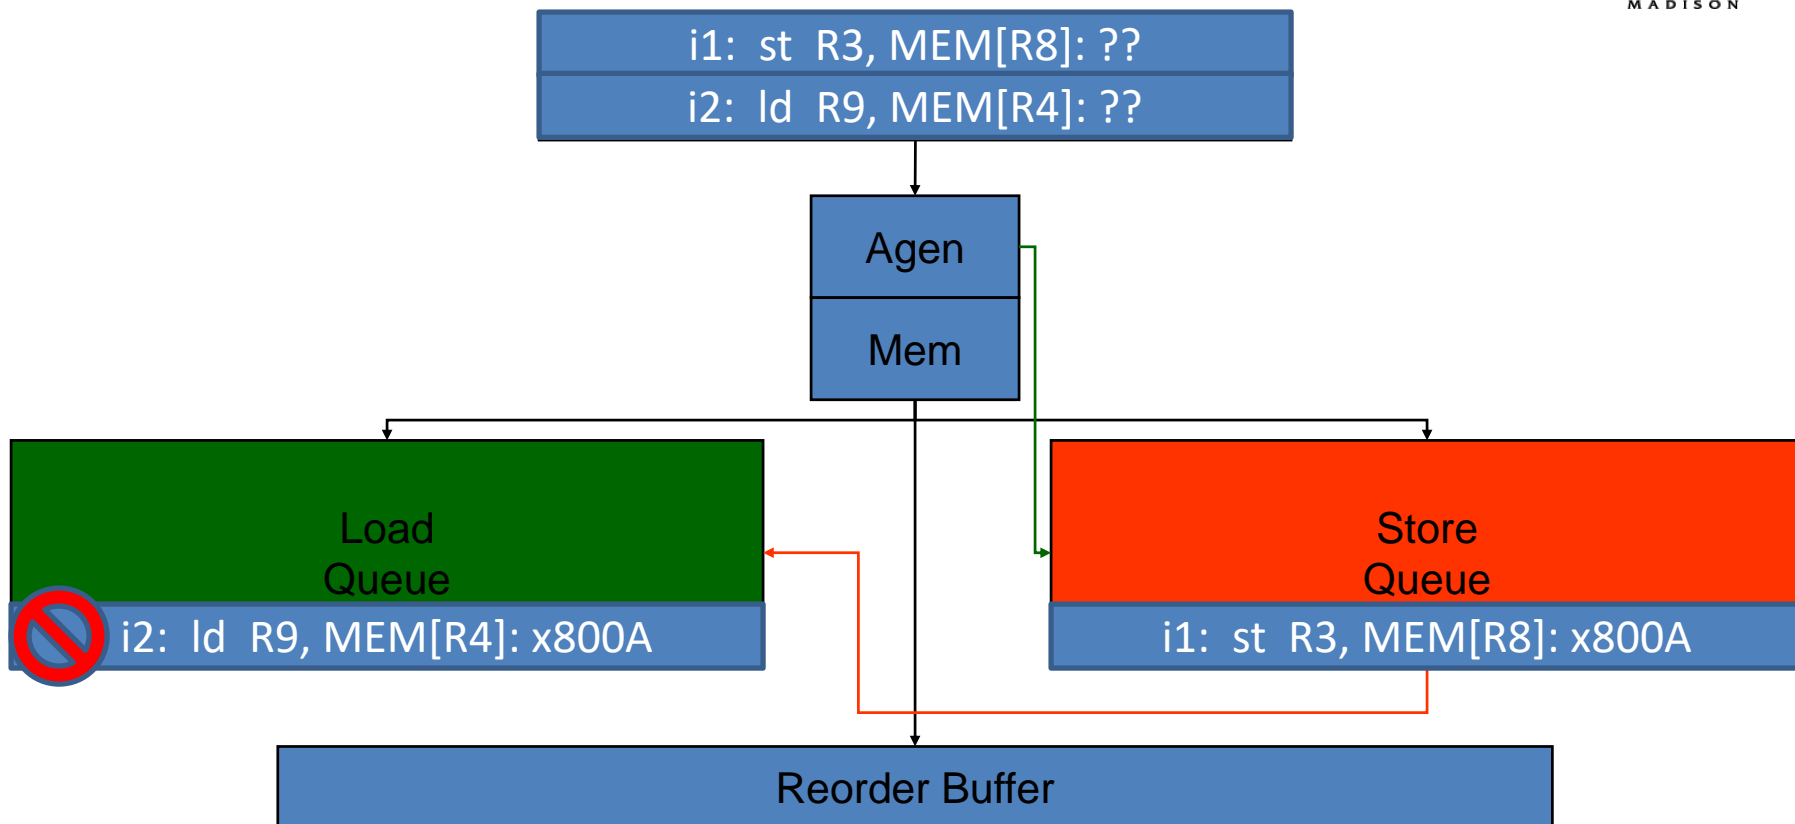 MADISON
i1: st R3, MEM[R8]: ??
i2: ld R9, MEM[R4]: ??
Agen
Mem
Load
Queue
Store
Queue
i2: ld R9, MEM[R4]: x800A
i1: st R3, MEM[R8]: x800A
Reorder Buffer